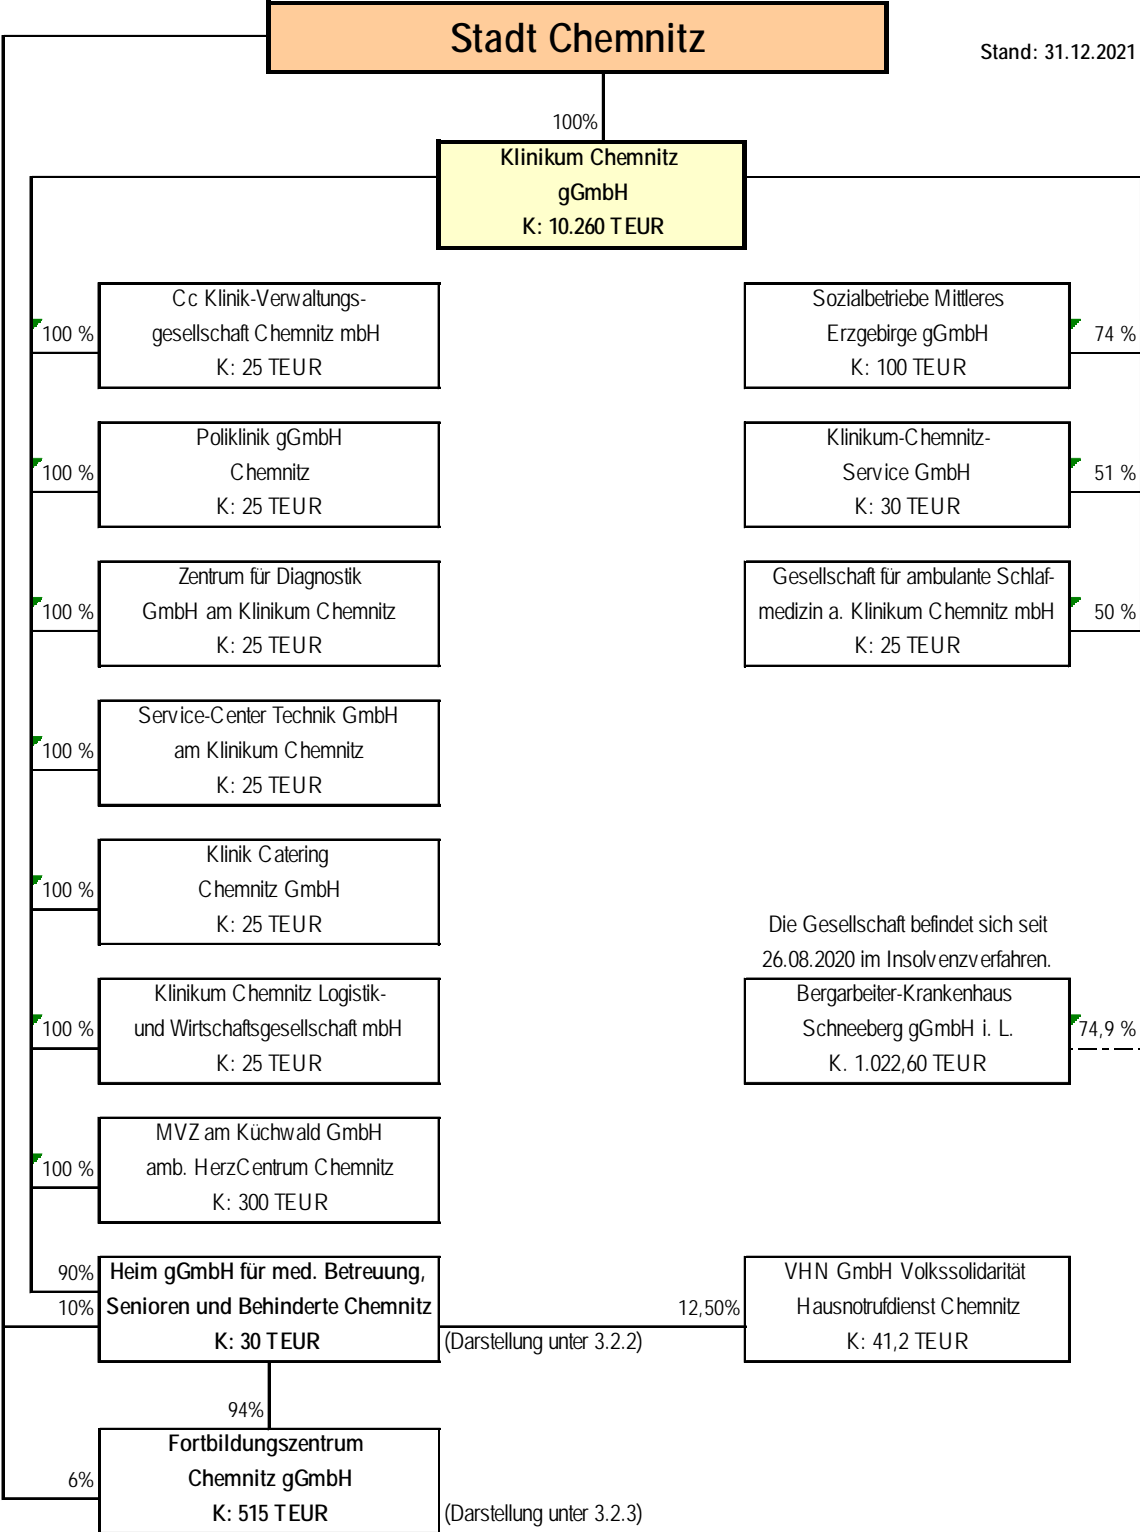 Stadt Chemnitz
Stand: 31.12.2021
100%
Klinikum Chemnitz
gGmbH
K: 10.260 TEUR
100 %
Cc Klinik-Verwaltungs-
gesellschaft Chemnitz mbH
K: 25 TEUR
Sozialbetriebe Mittleres
Erzgebirge gGmbH
K: 100 TEUR
74 %
100 %
Poliklinik gGmbH
Chemnitz
K: 25 TEUR
Klinikum-Chemnitz-
Service GmbH
K: 30 TEUR
51 %
100 %
Zentrum für Diagnostik
GmbH am Klinikum Chemnitz
K: 25 TEUR
Gesellschaft für ambulante Schlaf-
medizin a. Klinikum Chemnitz mbH
K: 25 TEUR
50 %
100 %
Service-Center Technik GmbH
am Klinikum Chemnitz
K: 25 TEUR
100 %
Klinik Catering
Chemnitz GmbH
K: 25 TEUR
Die Gesellschaft befindet sich seit
26.08.2020 im Insolvenzverfahren.
100 %
Klinikum Chemnitz Logistik-
und Wirtschaftsgesellschaft mbH
K: 25 TEUR
Bergarbeiter-Krankenhaus
Schneeberg gGmbH i. L.
K. 1.022,60 TEUR
74,9 %
100 %
MVZ am Küchwald GmbH
amb. HerzCentrum Chemnitz
K: 300 TEUR
90%
10%
Heim gGmbH für med. Betreuung,
Senioren und Behinderte Chemnitz
K: 30 TEUR
(Darstellung unter 3.2.2)
12,50%
VHN GmbH Volkssolidarität
Hausnotrufdienst Chemnitz
K: 41,2 TEUR
94%
6%
Fortbildungszentrum
Chemnitz gGmbH
K: 515 TEUR
(Darstellung unter 3.2.3)